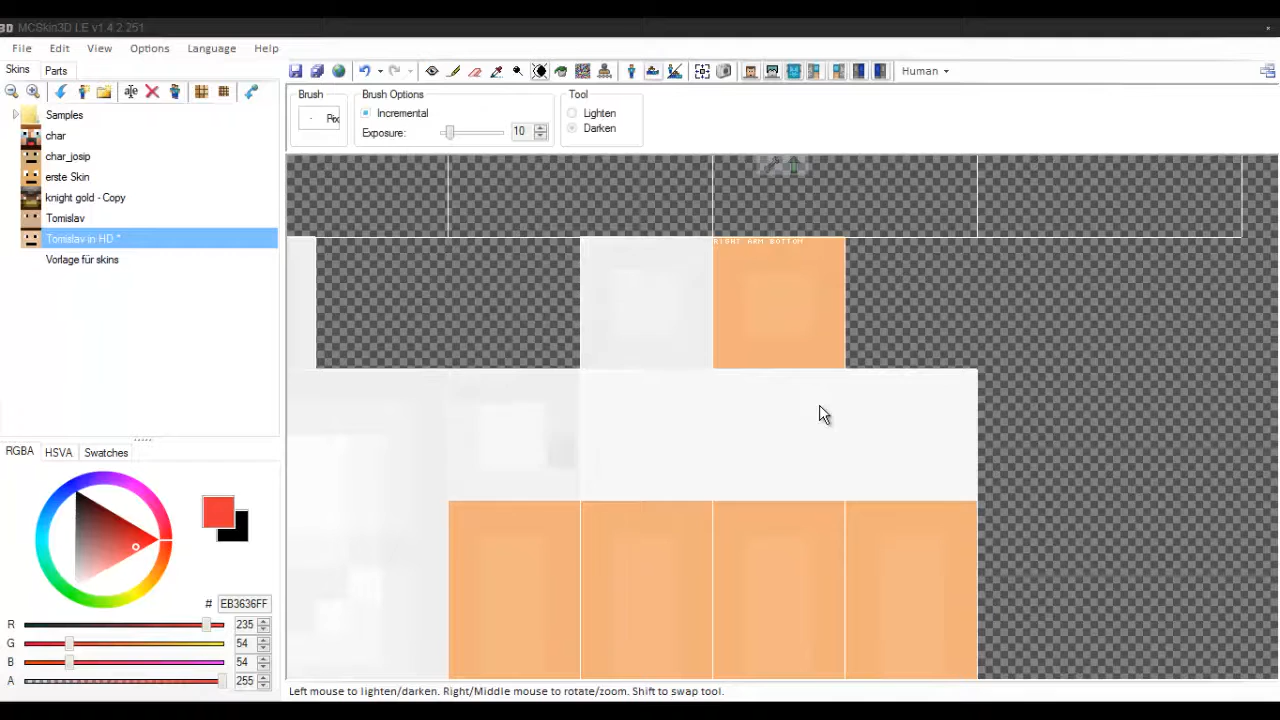 3D MCSkin3D LE v1.4.2.251
File Edit View Options Language Help
Skins Parts
Human
Brush
Brush Options
Tool
Incremental
Lighten
Exposure: 10
Darken
Samples
char
char_josip
erste Skin
knight gold - Copy
Tomislav
Tomislav in HD *
Vorlage für skins
RIGHT ARM BOTTOM
RGBA HSVA Swatches
# EB3636FF
R 235
G 54
B 54
A 255
Left mouse to lighten/darken. Right/Middle mouse to rotate/zoom. Shift to swap tool.